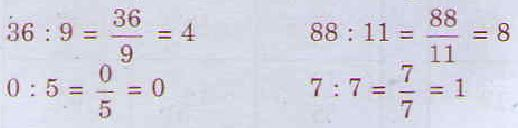 36 : 9 = 36/9 = 4    88 : 11 = 88/11 = 8
0 : 5 = 0/5 = 0    7 : 7 = 7/7 = 1